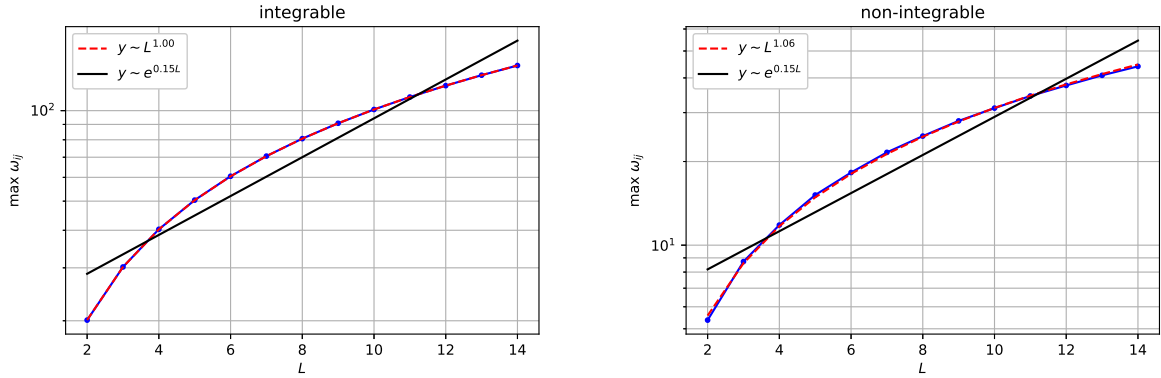 integrable
y ~ L^1.00
y ~ e^0.15L
10^2
max ω_ij
2 4 6 8 10 12 14
L
non-integrable
y ~ L^1.06
y ~ e^0.15L
10^1
max ω_ij
2 4 6 8 10 12 14
L